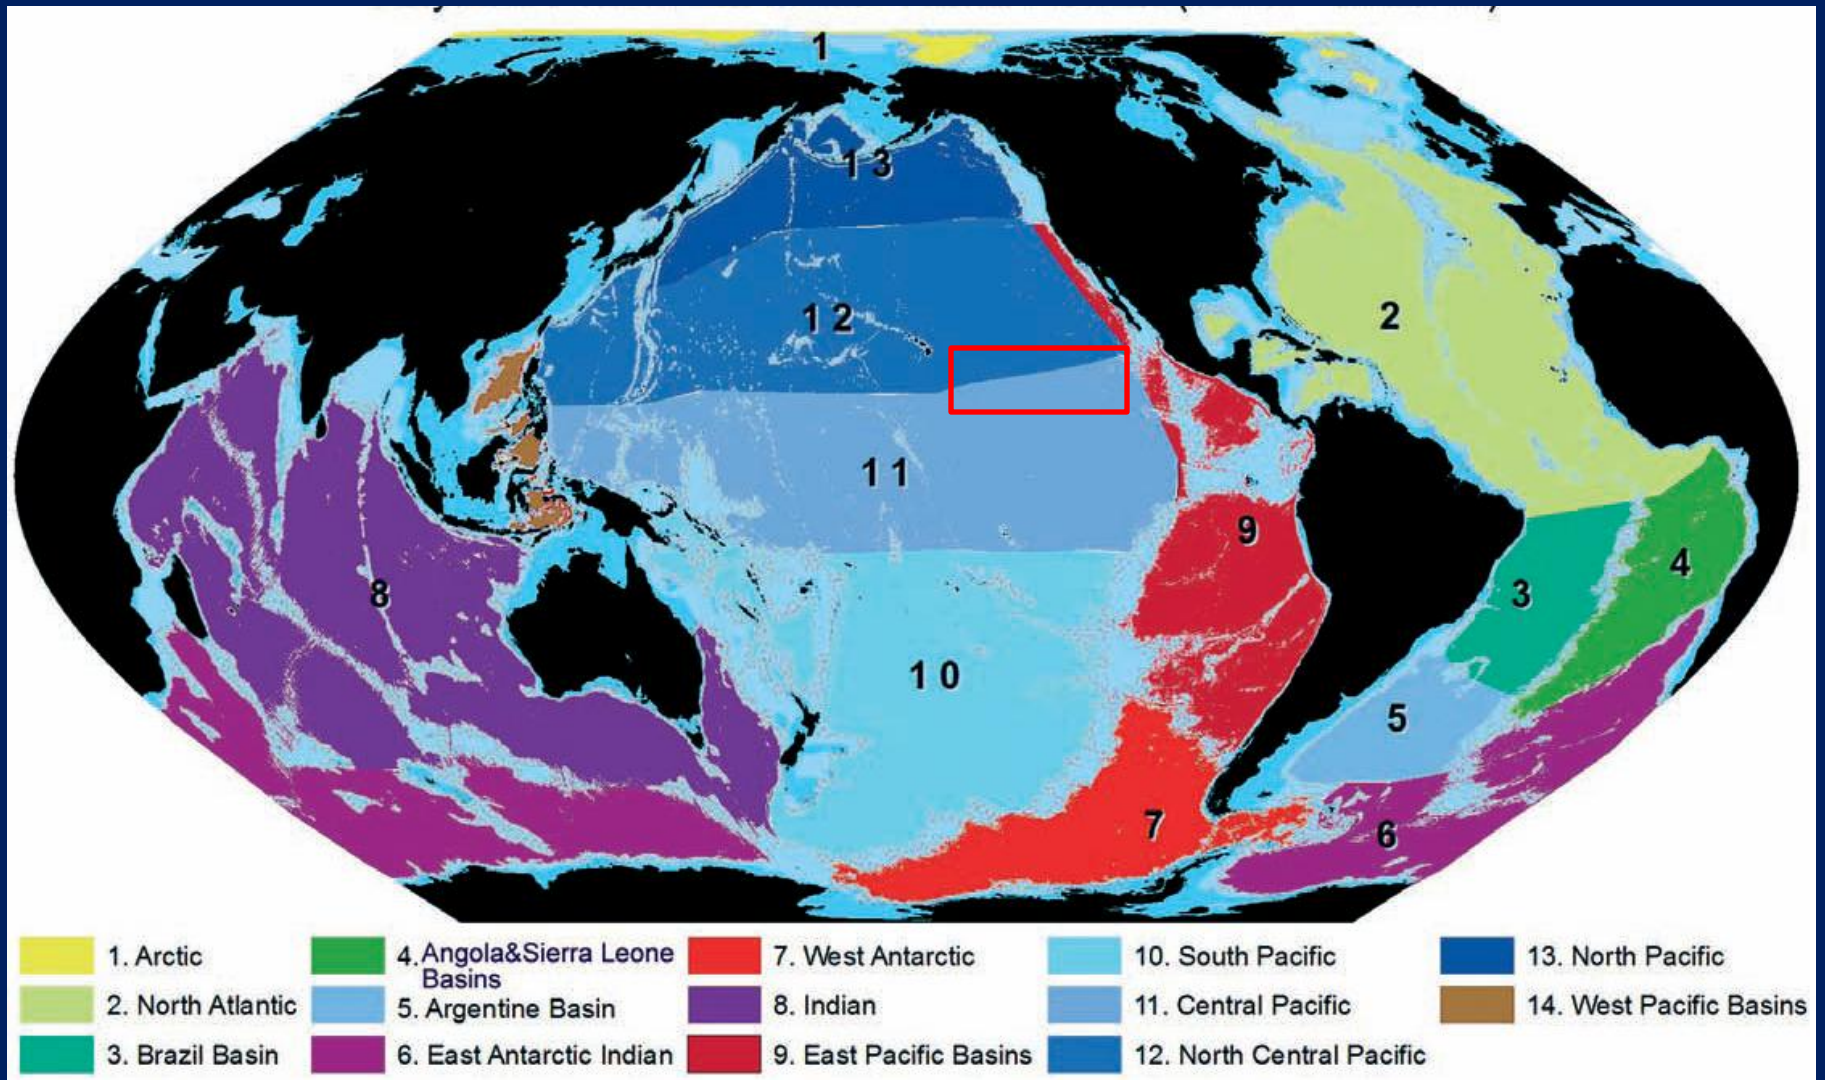 1
13
12
2
11
9
4
8
3
10
5
7
6
1. Arctic
2. North Atlantic
3. Brazil Basin
4. Angola&Sierra Leone
Basins
5. Argentine Basin
6. East Antarctic Indian
7. West Antarctic
8. Indian
9. East Pacific Basins
10. South Pacific
11. Central Pacific
12. North Central Pacific
13. North Pacific
14. West Pacific Basins